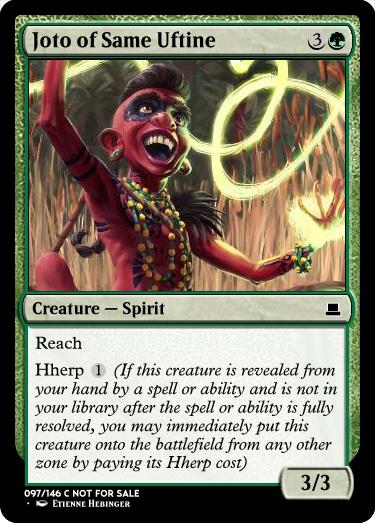 Joto of Same Uftine 3
Creature — Spirit
Reach
Hherp 1 (If this creature is revealed from
your hand by a spell or ability and is not in
your library after the spell or ability is fully
resolved, you may immediately put this
creature onto the battlefield from any other
zone by paying its Hherp cost)
3/3
097/146 C NOT FOR SALE
· Etienne Hebinger